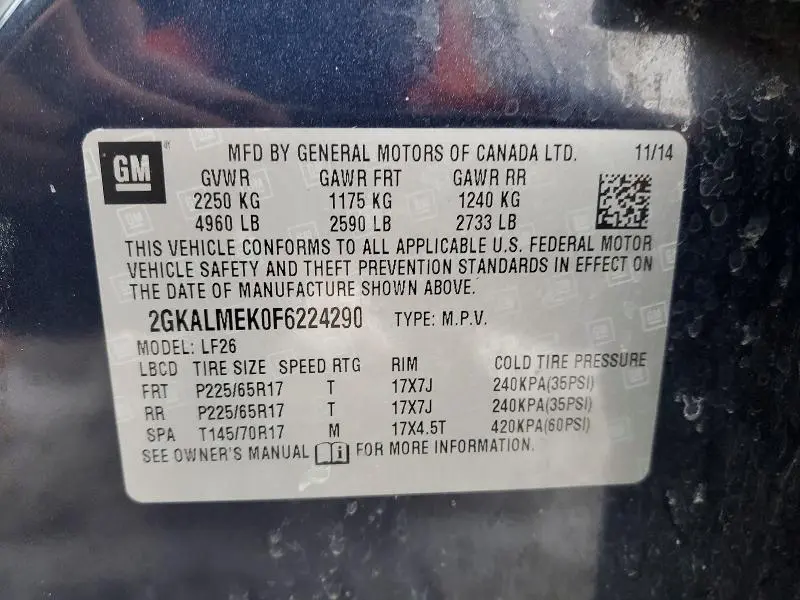 GM MFD BY GENERAL MOTORS OF CANADA LTD. 11/14
GVWR GAWR FRT GAWR RR
2250 KG 1175 KG 1240 KG
4960 LB 2590 LB 2733 LB
THIS VEHICLE CONFORMS TO ALL APPLICABLE U.S. FEDERAL MOTOR
VEHICLE SAFETY AND THEFT PREVENTION STANDARDS IN EFFECT ON
THE DATE OF MANUFACTURE SHOWN ABOVE.
2GKALMEK0F6224290 TYPE: M.P.V.
MODEL: LF26
LBCD TIRE SIZE SPEED RTG RIM COLD TIRE PRESSURE
FRT P225/65R17 T 17X7J 240KPA(35PSI)
RR P225/65R17 T 17X7J 240KPA(35PSI)
SPA T145/70R17 M 17X4.5T 420KPA(60PSI)
SEE OWNER'S MANUAL i FOR MORE INFORMATION.